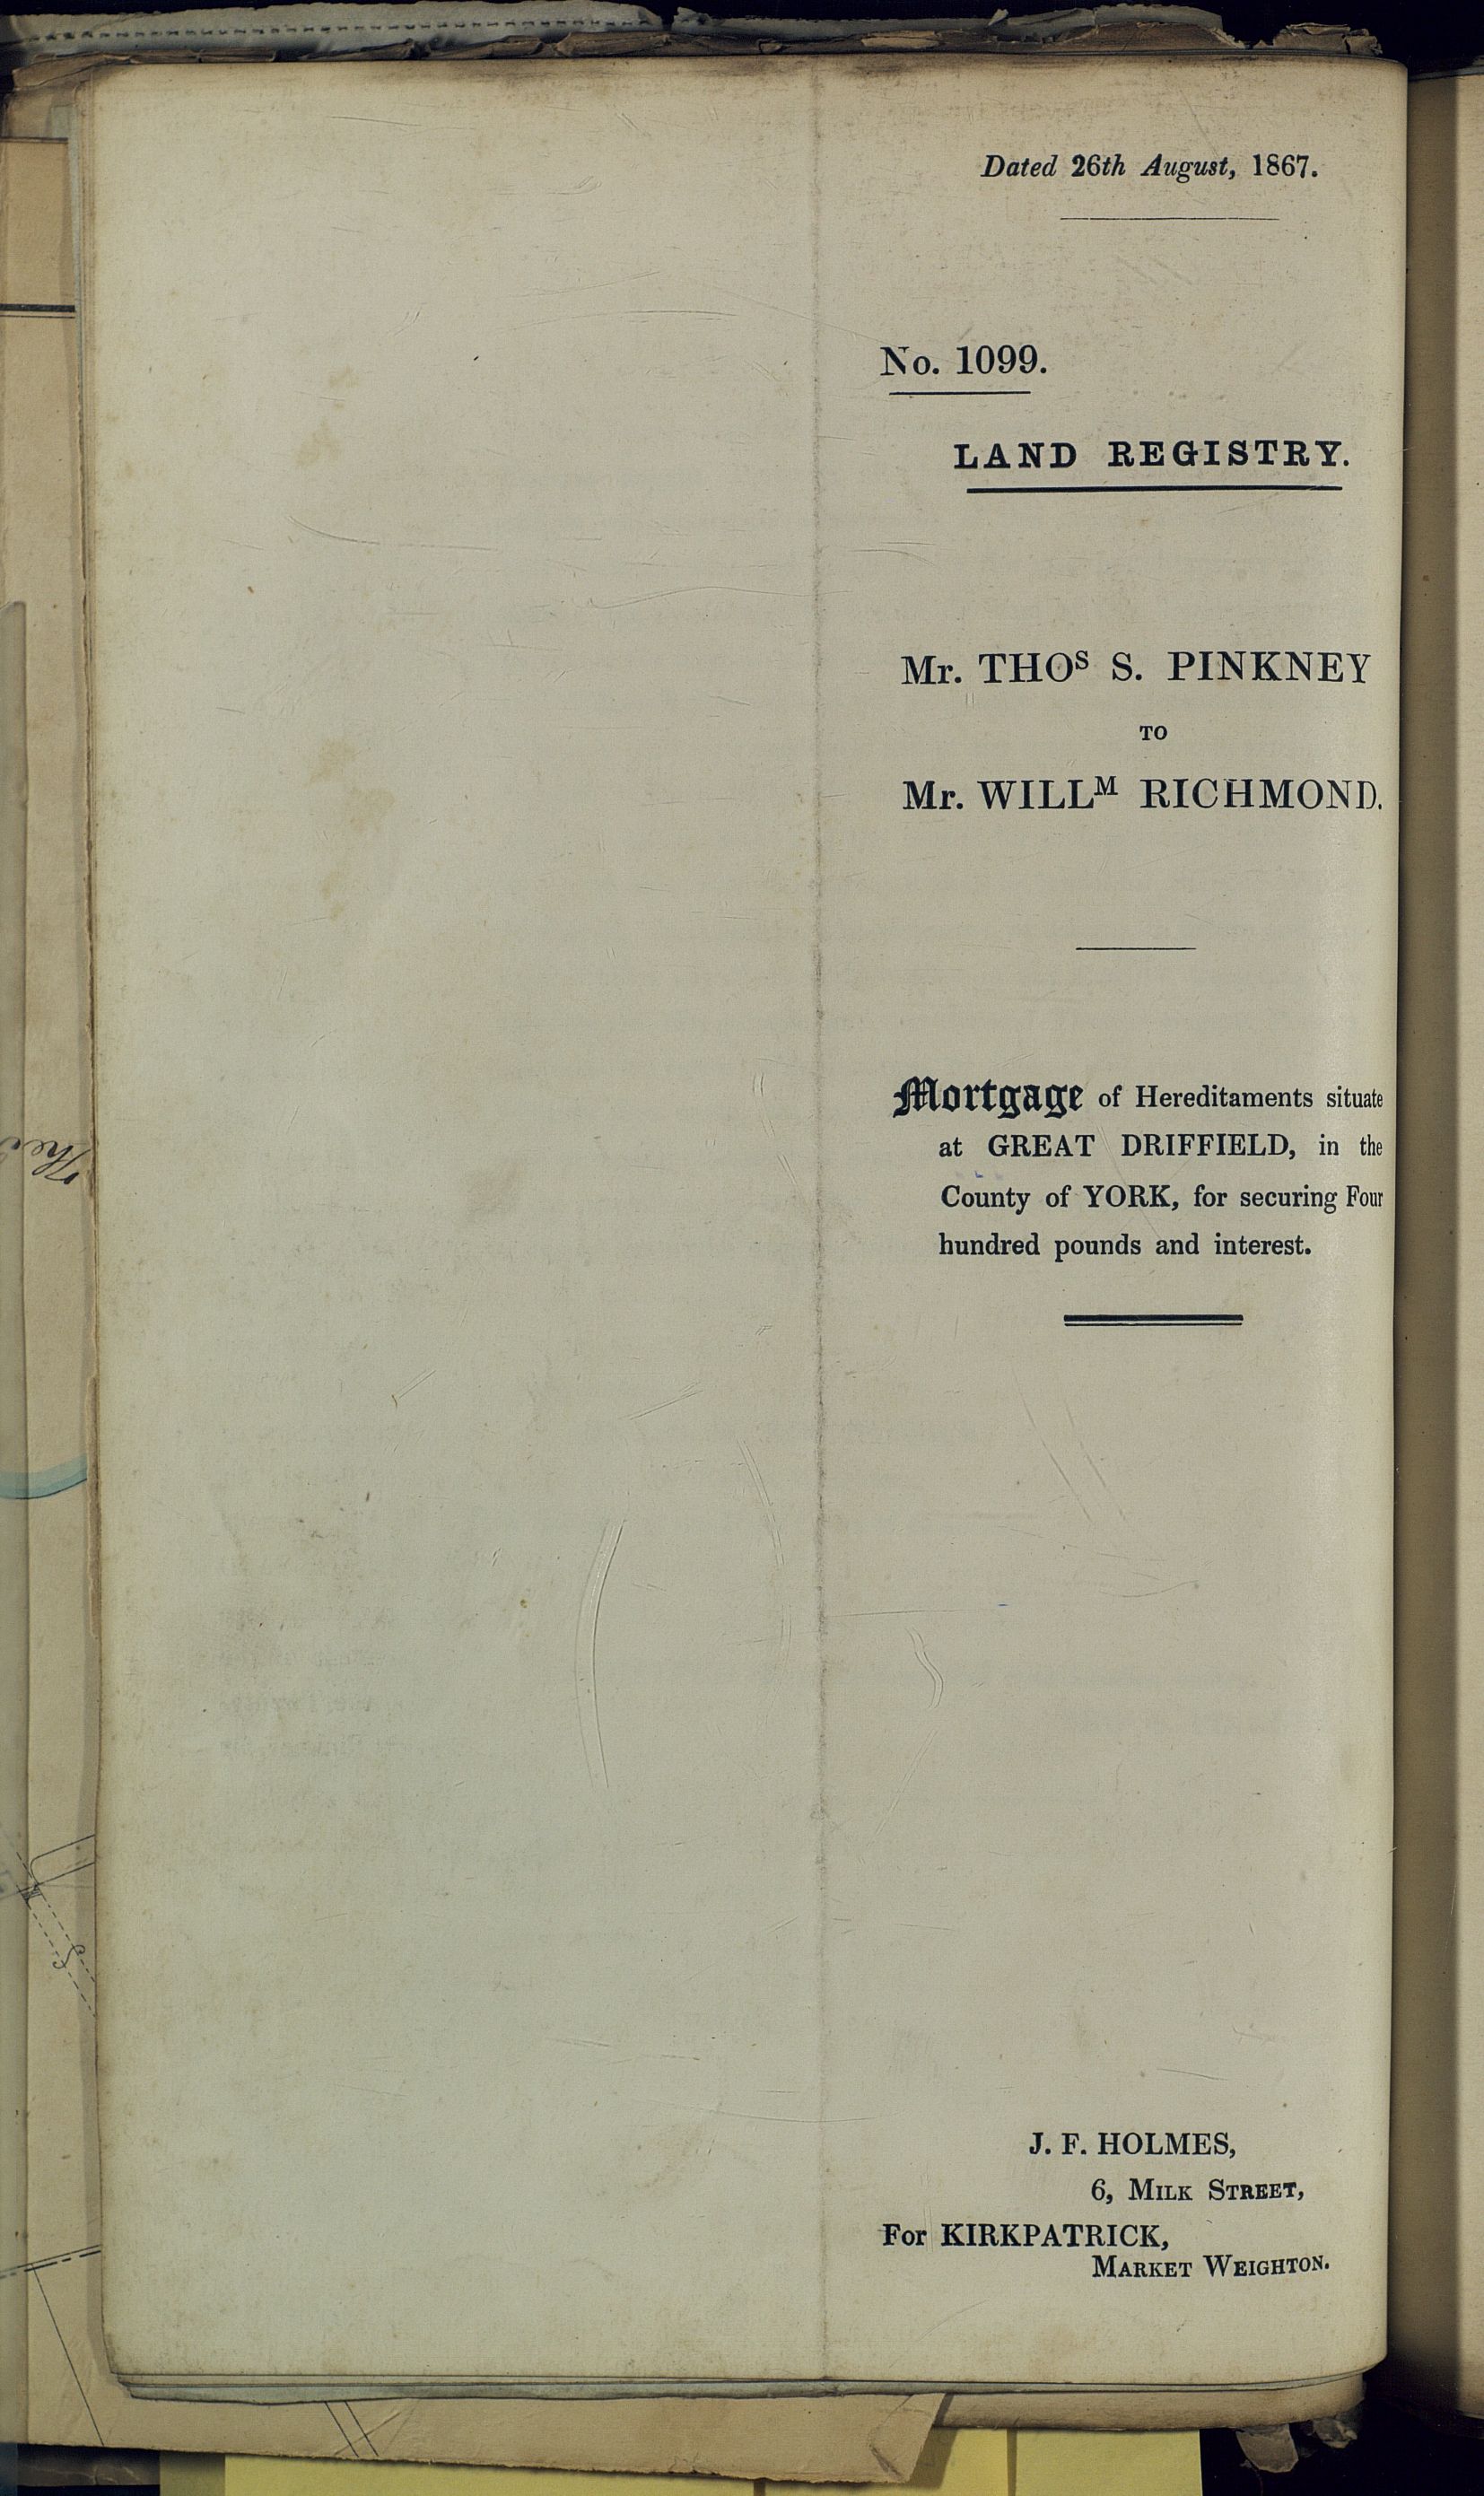 Dated 26th August, 1867.
No. 1099.
LAND REGISTRY.
Mr. THOS S. PINKNEY
TO
Mr. WILLM RICHMOND.
Mortgage of Hereditaments situate
at GREAT DRIFFIELD, in the
County of YORK, for securing Four
hundred pounds and interest.
J. F. HOLMES,
6, MILK STREET,
For KIRKPATRICK,
MARKET WEIGHTON.
The